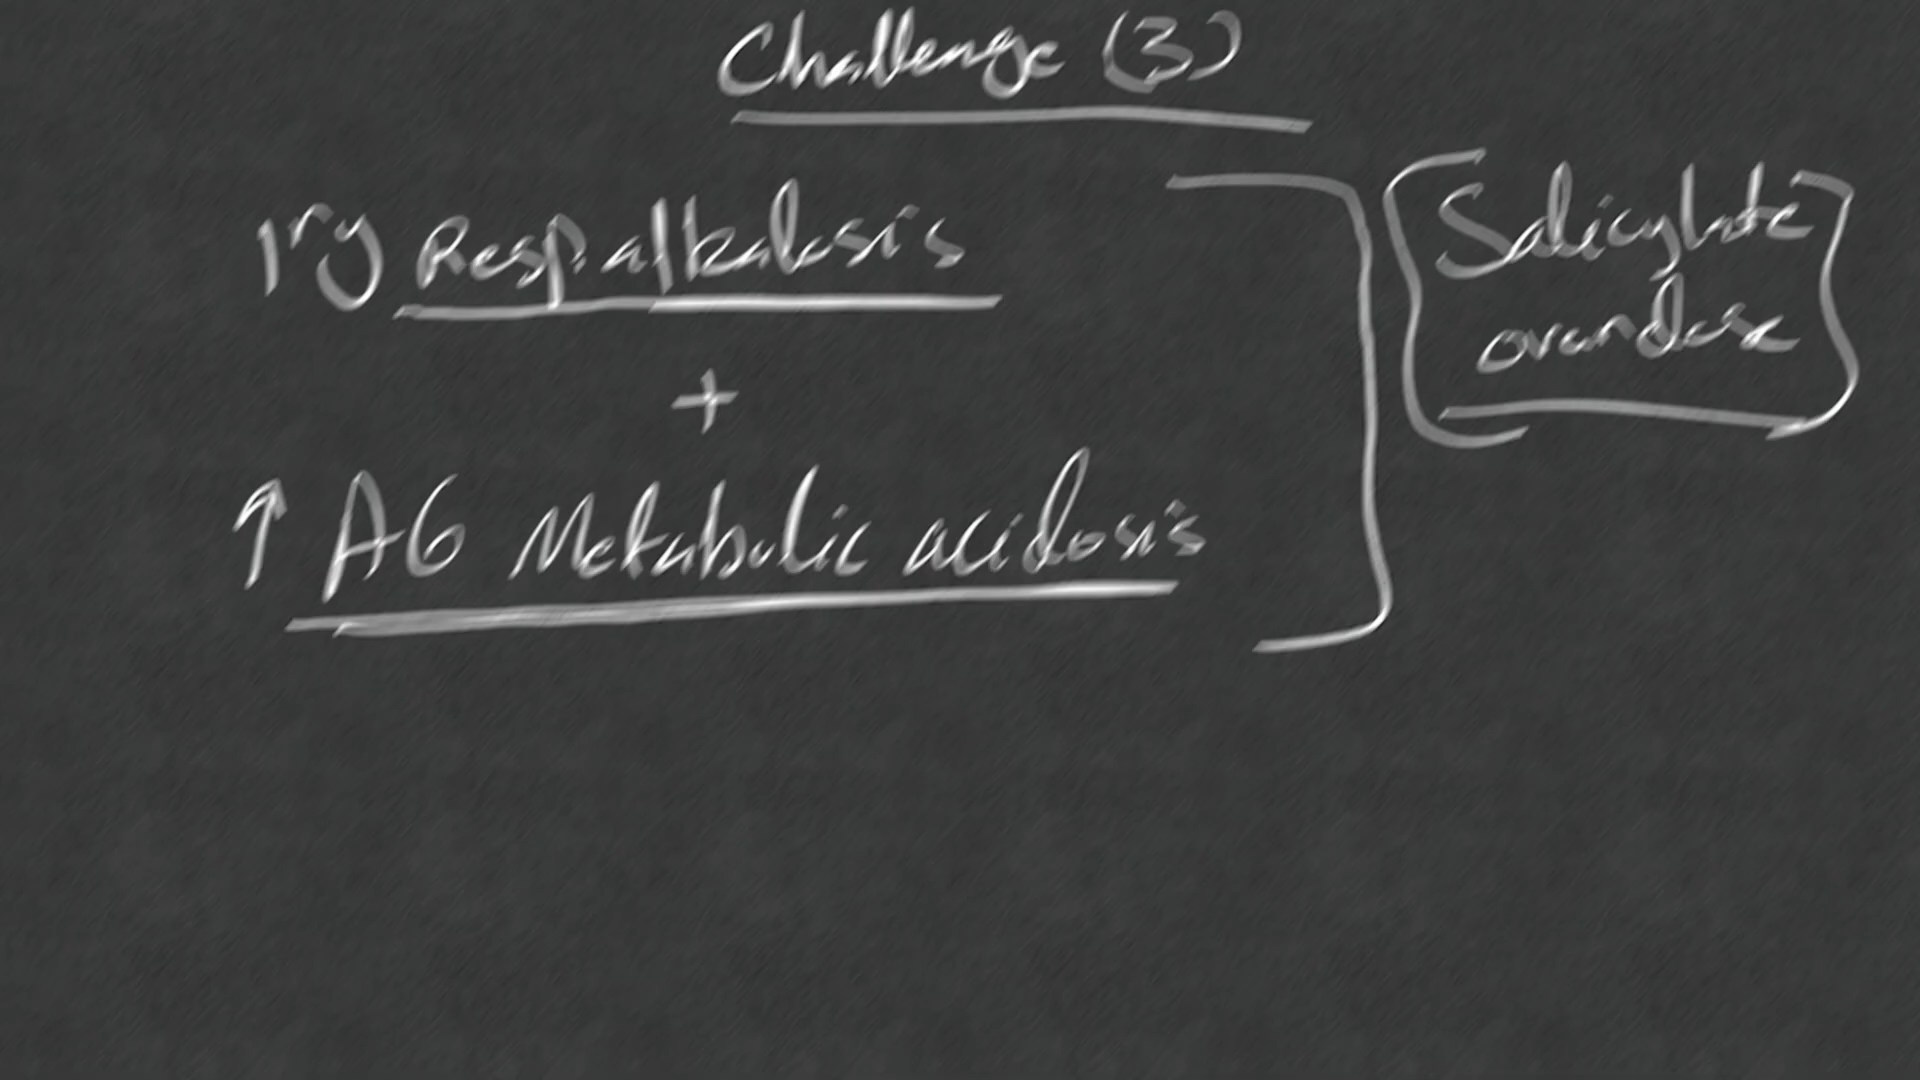 Challenge (3)
1ry Resp. alkalosis
+
↑ AG Metabolic acidosis
Salicylate
overdose